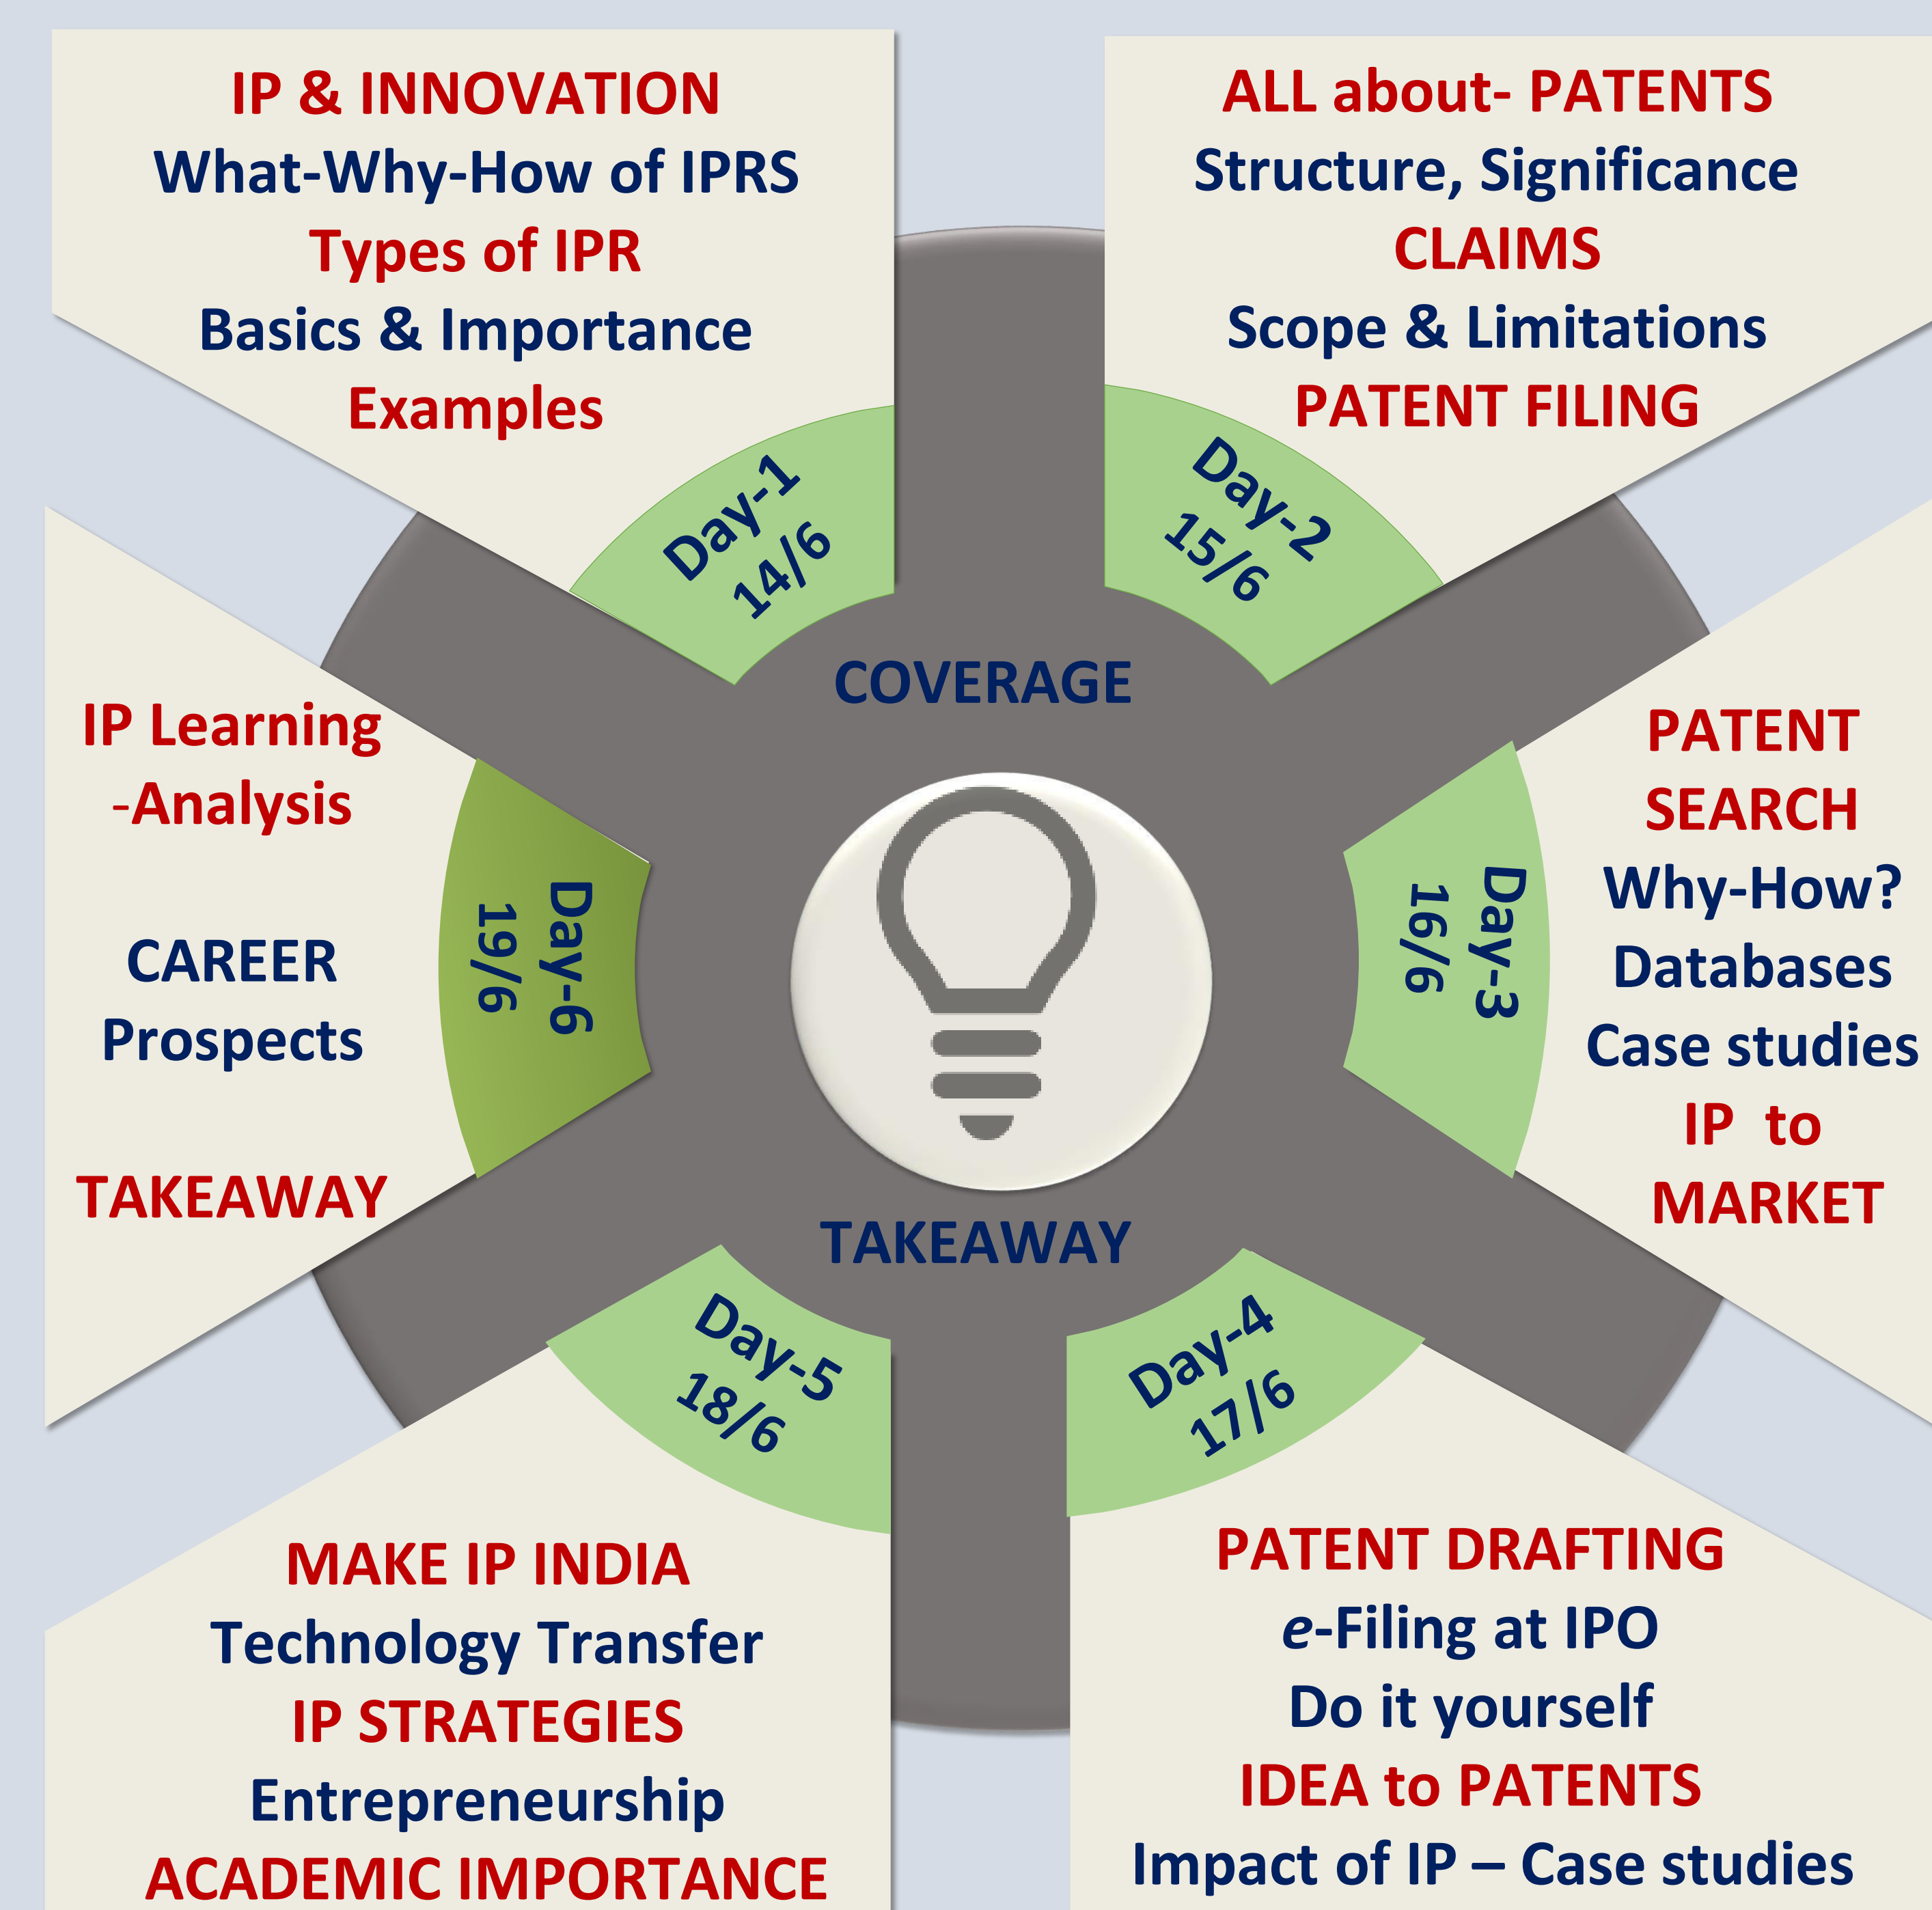 IP & INNOVATION
What-Why-How of IPRS
Types of IPR
Basics & Importance
Examples
Day-1
14/6
ALL about- PATENTS
Structure, Significance
CLAIMS
Scope & Limitations
PATENT FILING
Day-2
15/6
COVERAGE
PATENT
SEARCH
Why-How?
Databases
Case studies
IP to
MARKET
Day-3
16/6
PATENT DRAFTING
e-Filing at IPO
Do it yourself
IDEA to PATENTS
Impact of IP – Case studies
Day-4
17/6
TAKEAWAY
MAKE IP INDIA
Technology Transfer
IP STRATEGIES
Entrepreneurship
ACADEMIC IMPORTANCE
Day-5
18/6
IP Learning
-Analysis
CAREER
Prospects
TAKEAWAY
Day-6
19/6